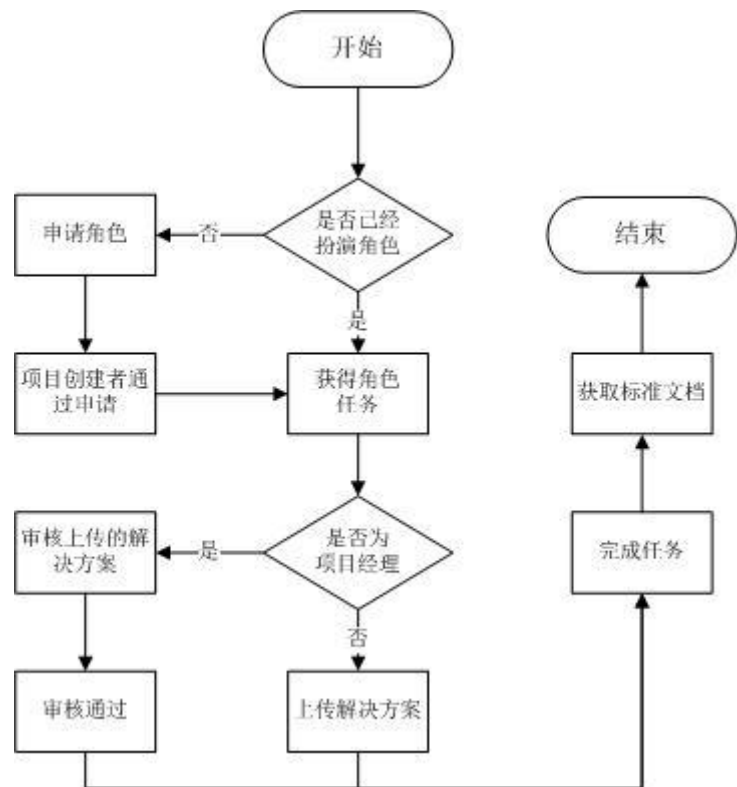 开始
是否已经
扮演角色
否
申请角色
结束
是
项目创建者通
过申请
获得角色
任务
获取标准文档
审核上传的解
决方案
是
是否为
项目经理
完成任务
否
审核通过
上传解决方案